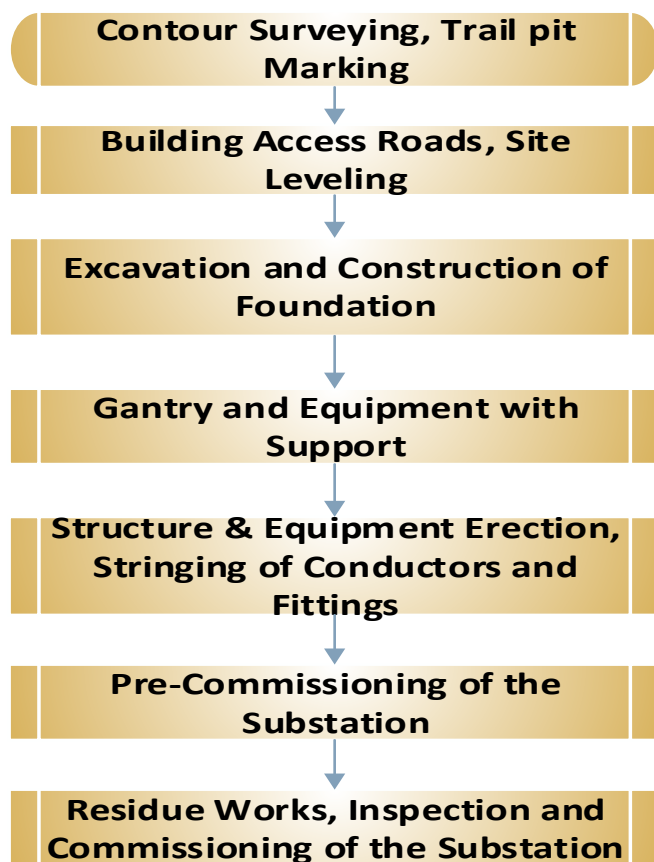 Contour Surveying, Trail pit
Marking
Building Access Roads, Site
Leveling
Excavation and Construction of
Foundation
Gantry and Equipment with
Support
Structure & Equipment Erection,
Stringing of Conductors and
Fittings
Pre-Commissioning of the
Substation
Residue Works, Inspection and
Commissioning of the Substation